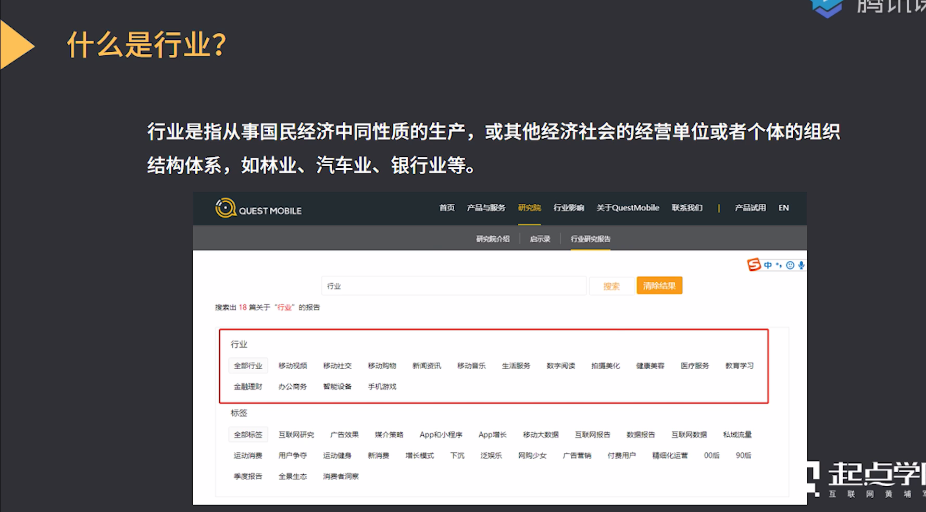 腾讯课
什么是行业？
行业是指从事国民经济中同性质的生产，或其他经济社会的经营单位或者个体的组织
结构体系，如林业、汽车业、银行业等。
QUEST MOBILE 首页 产品与服务 研究院 行业影响 关于QuestMobile 联系我们 | 产品试用 EN
研究院介绍 启示录 行业研究报告
中
行业 搜索 清除结果
搜索出 18 篇关于 “行业” 的报告
行业
全部行业 移动视频 移动社交 移动购物 新闻资讯 移动音乐 生活服务 数字阅读 拍摄美化 健康美容 医疗服务 教育学习
金融理财 办公商务 智能设备 手机游戏
标签
全部标签 互联网研究 广告效果 媒介策略 App和小程序 App增长 移动大数据 互联网报告 数据报告 互联网数据 私域流量
运动消费 用户争夺 运动健身 新消费 增长模式 下沉 泛娱乐 网购少女 广告营销 付费用户 精细化运营 00后 90后
季度报告 全景生态 消费者洞察
起点学院
互联网黄埔军